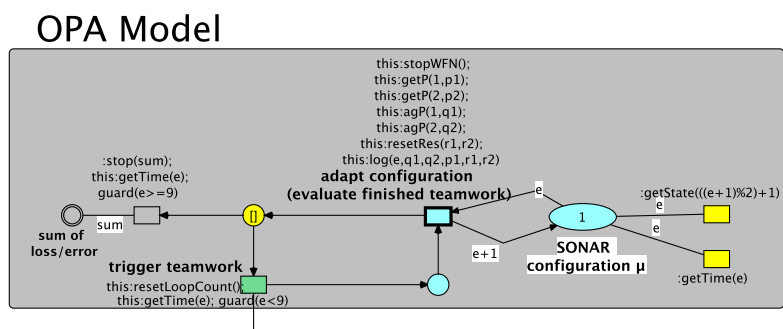 OPA Model
this:stopWFN();
this:getP(1,p1);
this:getP(2,p2);
this:agP(1,q1);
this:agP(2,q2);
this:resetRes(r1,r2);
this:log(e,q1,q2,p1,r1,r2)
adapt configuration
(evaluate finished teamwork)
:stop(sum);
this:getTime(e);
guard(e>=9)
sum
sum of
loss/error
[]
e
e+1
1
SONAR
configuration μ
:getState(((e+1)%2)+1)
e
e
:getTime(e)
trigger teamwork
this:resetLoopCount();
this:getTime(e); guard(e<9)